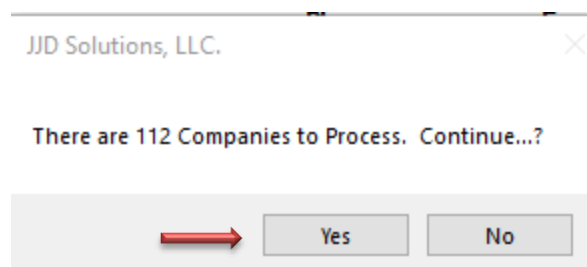 JJD Solutions, LLC.
There are 112 Companies to Process.  Continue...?
Yes
No